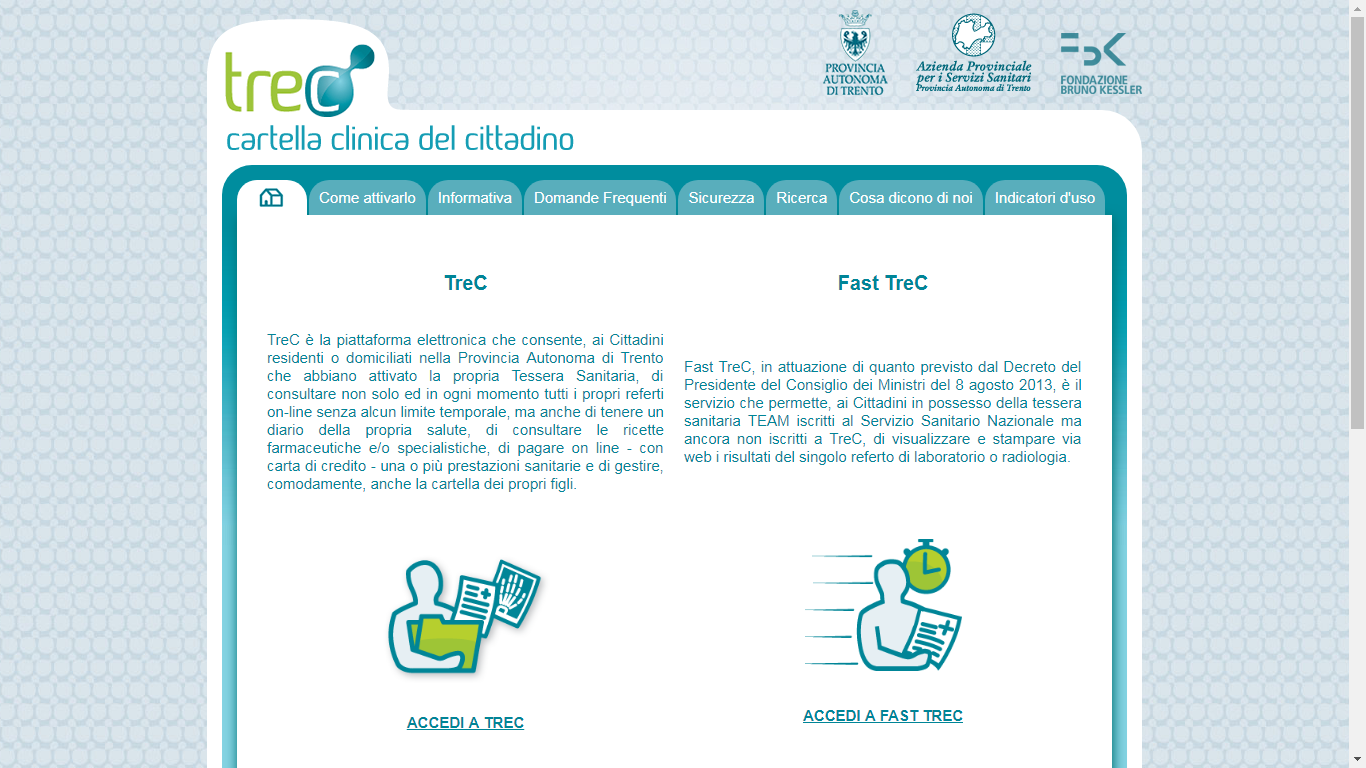 treC
cartella clinica del cittadino
PROVINCIA
AUTONOMA
DI TRENTO
Azienda Provinciale
per i Servizi Sanitari
Provincia Autonoma di Trento
FBK
FONDAZIONE
BRUNO KESSLER
Come attivarlo
Informativa
Domande Frequenti
Sicurezza
Ricerca
Cosa dicono di noi
Indicatori d'uso
TreC
TreC è la piattaforma elettronica che consente, ai Cittadini
residenti o domiciliati nella Provincia Autonoma di Trento
che abbiano attivato la propria Tessera Sanitaria, di
consultare non solo ed in ogni momento tutti i propri referti
on-line senza alcun limite temporale, ma anche di tenere un
diario della propria salute, di consultare le ricette
farmaceutiche e/o specialistiche, di pagare on line - con
carta di credito - una o più prestazioni sanitarie e di gestire,
comodamente, anche la cartella dei propri figli.
ACCEDI A TREC
Fast TreC
Fast TreC, in attuazione di quanto previsto dal Decreto del
Presidente del Consiglio dei Ministri del 8 agosto 2013, è il
servizio che permette, ai Cittadini in possesso della tessera
sanitaria TEAM iscritti al Servizio Sanitario Nazionale ma
ancora non iscritti a TreC, di visualizzare e stampare via
web i risultati del singolo referto di laboratorio o radiologia.
ACCEDI A FAST TREC